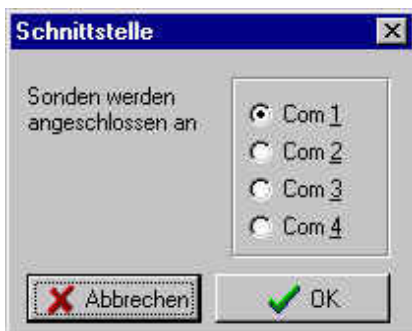 Schnittstelle
Sonden werden
angeschlossen an
Com 1
Com 2
Com 3
Com 4
Abbrechen
OK